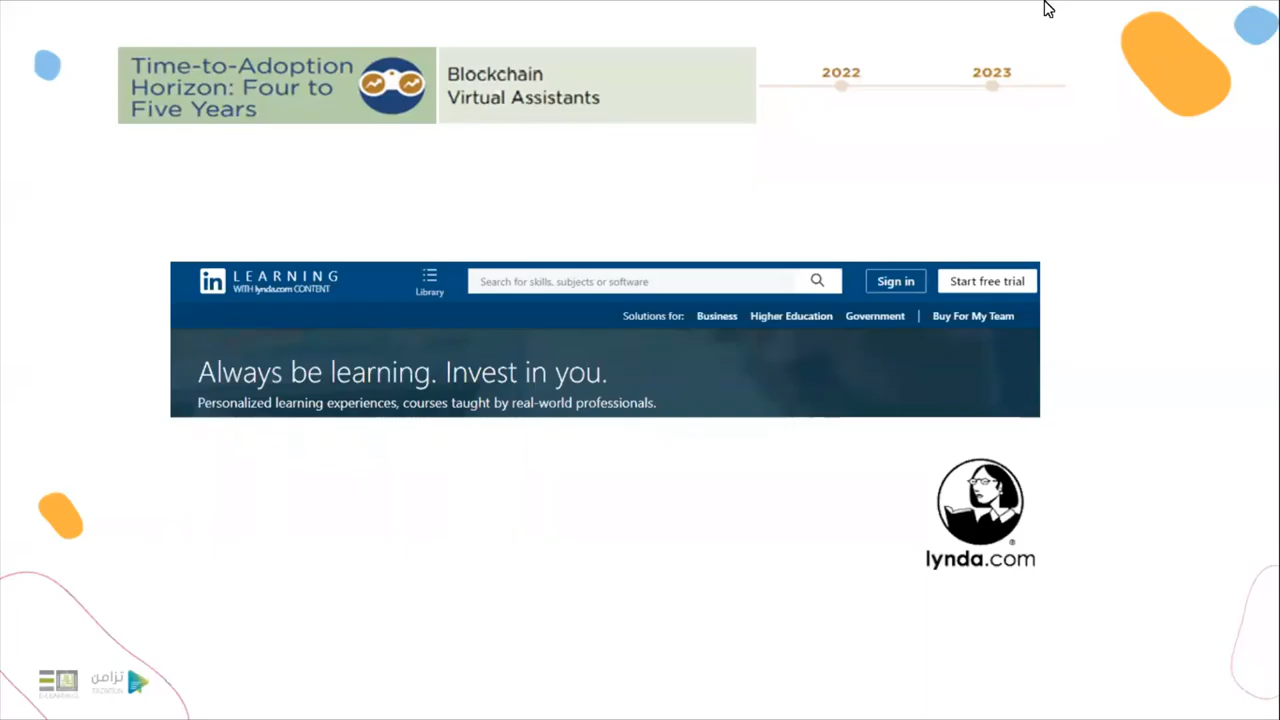 Time-to-Adoption
Horizon: Four to
Five Years
Blockchain
Virtual Assistants
2022
2023
in LEARNING
WITH lynda.com CONTENT
Library
Search for skills, subjects or software
Sign in
Start free trial
Solutions for: Business Higher Education Government | Buy For My Team
Always be learning. Invest in you.
Personalized learning experiences, courses taught by real-world professionals.
®
lynda.com
E-LEARNING
تزامن